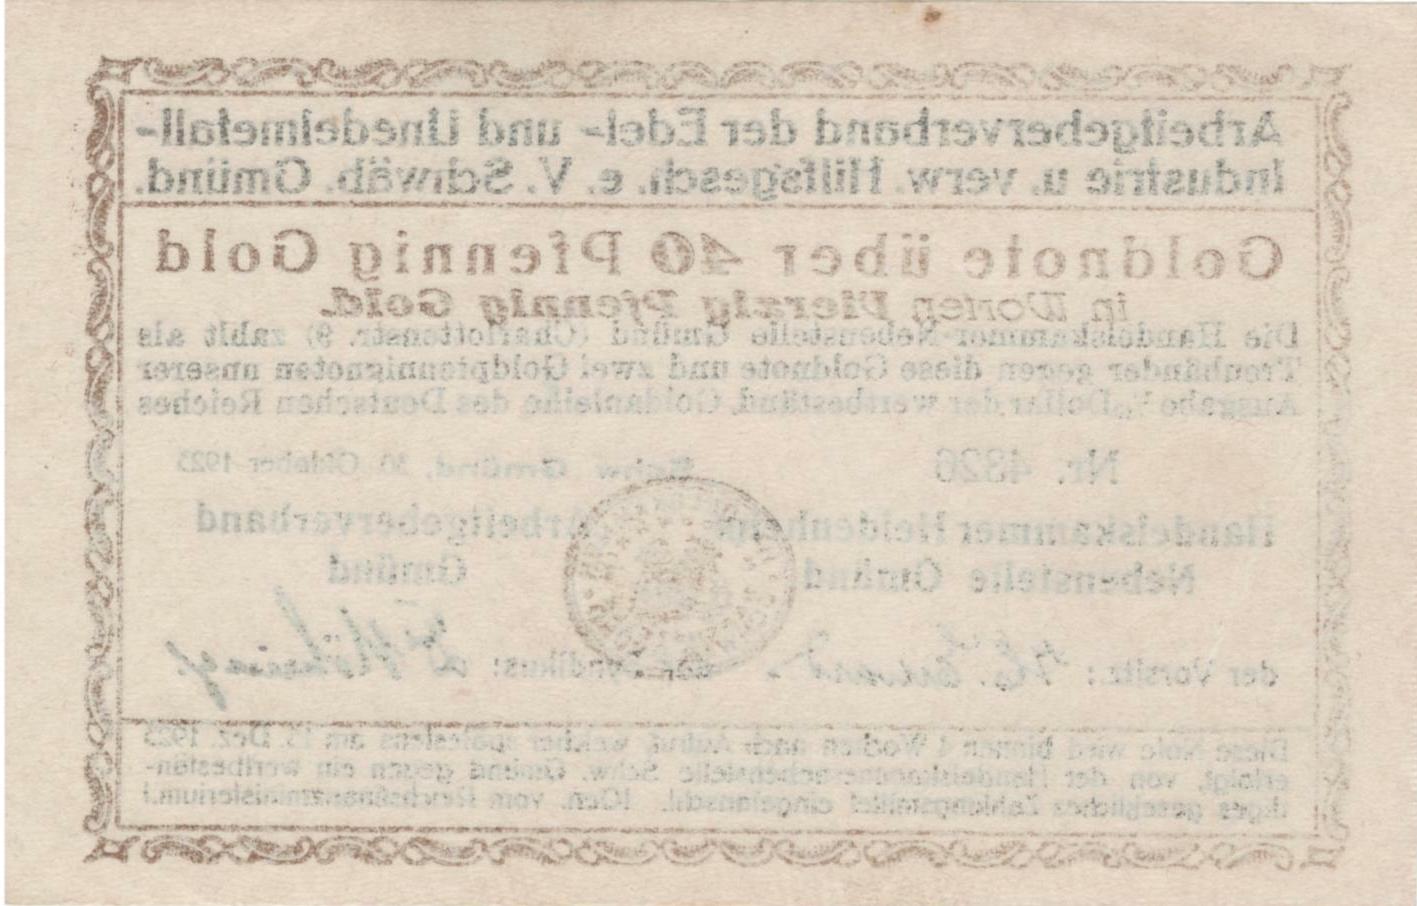 Arbeitgeberverband der Edel- und Unedelmetall-
Industrie u. verw. Hilfsgesch. e. V. Schwäb. Gmünd.
Goldnote über 40 Pfennig Gold
in Worten Vierzig Pfennig Gold.
Die Handelskammer-Nebenstelle Gmünd (Charlottenstr. 9) zahlt als
Treuhänder gegen diese Goldnote und zwei Goldpfennignoten unserer
Ausgabe 1/10 Dollar der wertbeständ. Goldanleihe des Deutschen Reiches
Nr. 4326
Schw. Gmünd, 30. Oktober 1923
Handelskammer Heidenheim
Nebenstelle Gmünd
Arbeitgeberverband
Gmünd
der Vorsitz.:
der Syndikus:
Diese Note wird binnen 4 Wochen nach Aufruf, welcher spätestens am 15. Dez. 1923
erfolgt, von der Handelskammernebenstelle Schw. Gmünd gegen ein wertbestän-
diges gesetzliches Zahlungsmittel eingelöst. (Gen. vom Reichsfinanzministerium.)